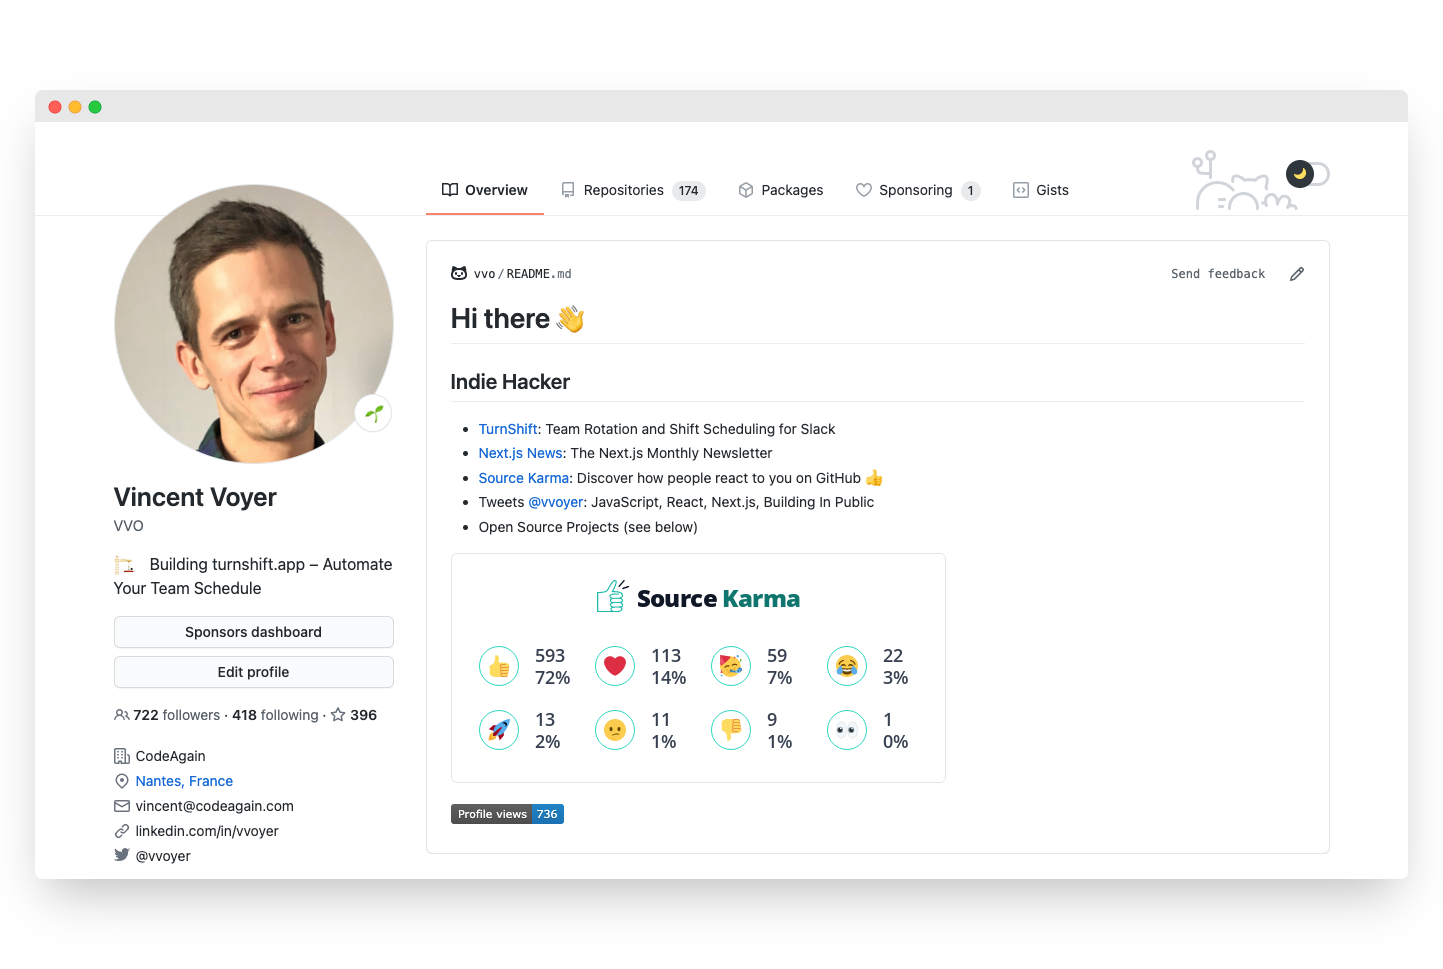 Overview
Repositories 174
Packages
Sponsoring 1
Gists
Vincent Voyer
VVO
Building turnshift.app – Automate
Your Team Schedule
Sponsors dashboard
Edit profile
722 followers · 418 following · 396
CodeAgain
Nantes, France
vincent@codeagain.com
linkedin.com/in/vvoyer
@vvoyer
vvo/README.md
Send feedback
Hi there 👋
Indie Hacker
TurnShift: Team Rotation and Shift Scheduling for Slack
Next.js News: The Next.js Monthly Newsletter
Source Karma: Discover how people react to you on GitHub 👍
Tweets @vvoyer: JavaScript, React, Next.js, Building In Public
Open Source Projects (see below)
Source Karma
593
72%
113
14%
59
7%
22
3%
13
2%
11
1%
9
1%
1
0%
Profile views 736